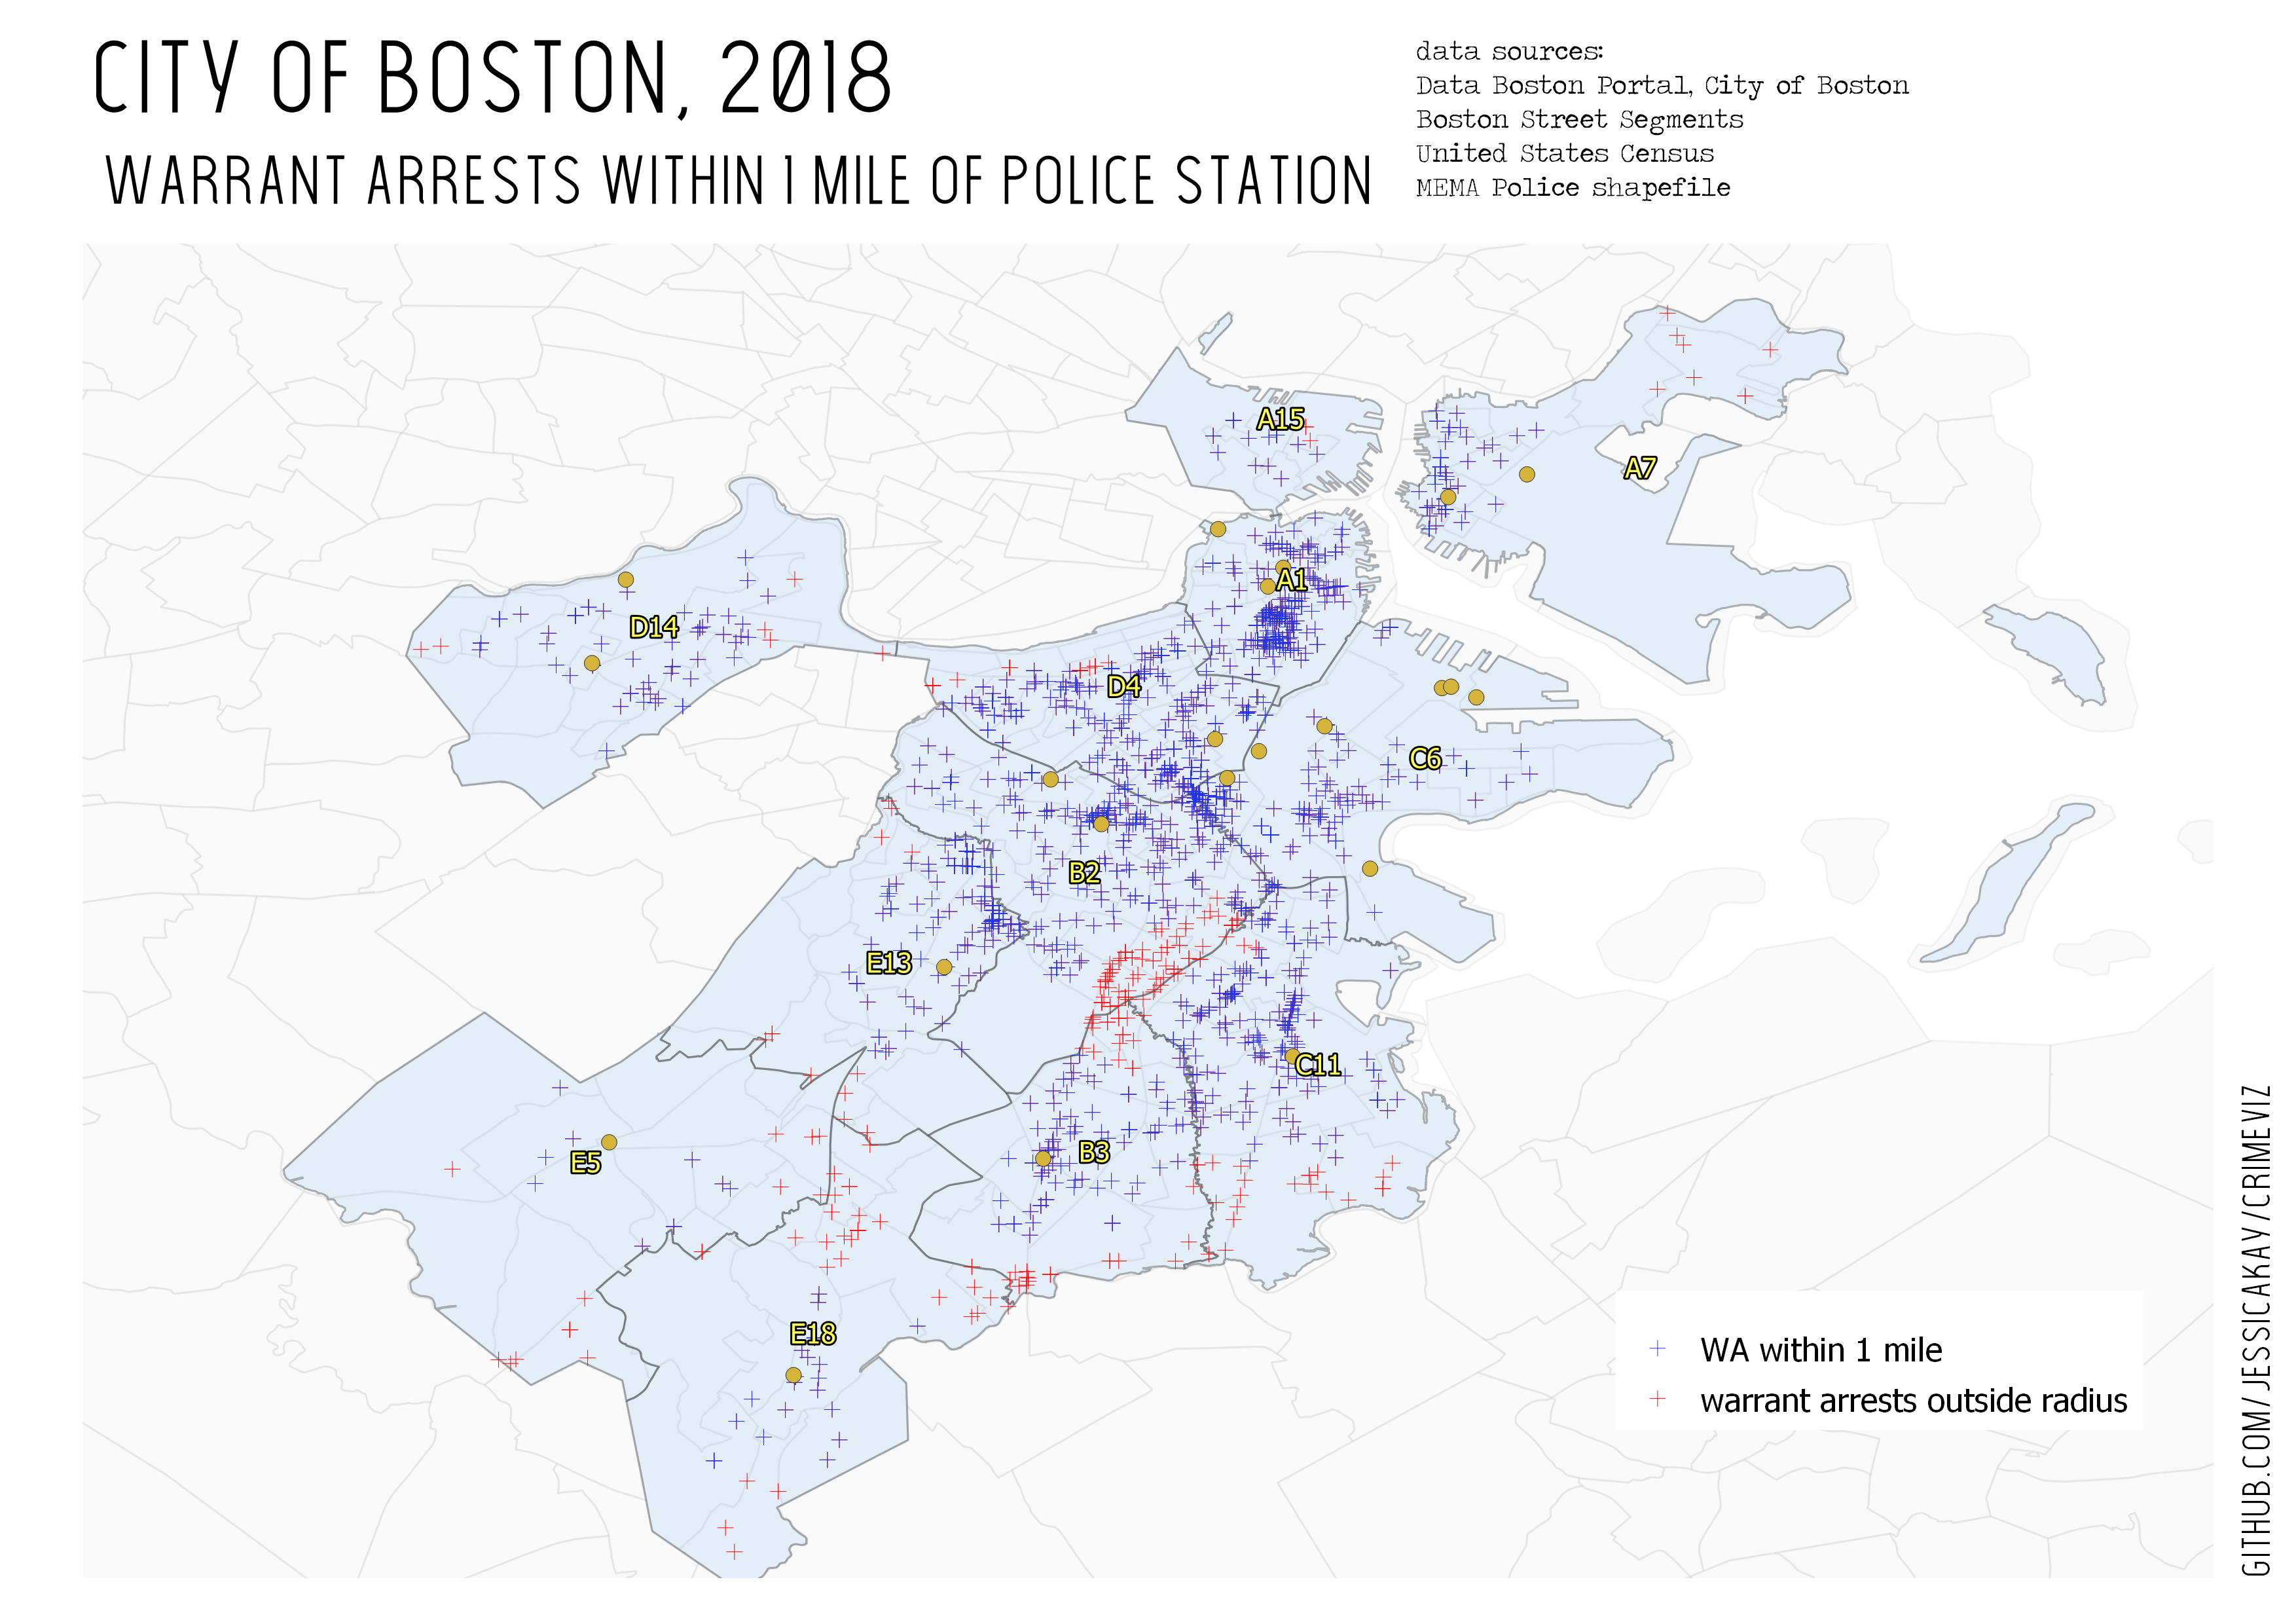 CITY OF BOSTON, 2018
WARRANT ARRESTS WITHIN 1 MILE OF POLICE STATION
data sources:
Data Boston Portal, City of Boston
Boston Street Segments
United States Census
MEMA Police shapefile
A15
A7
A1
D14
D4
C6
B2
E13
C11
B3
E5
E18
WA within 1 mile
warrant arrests outside radius
GITHUB.COM/JESSICAKAY/CRIMEVIZ